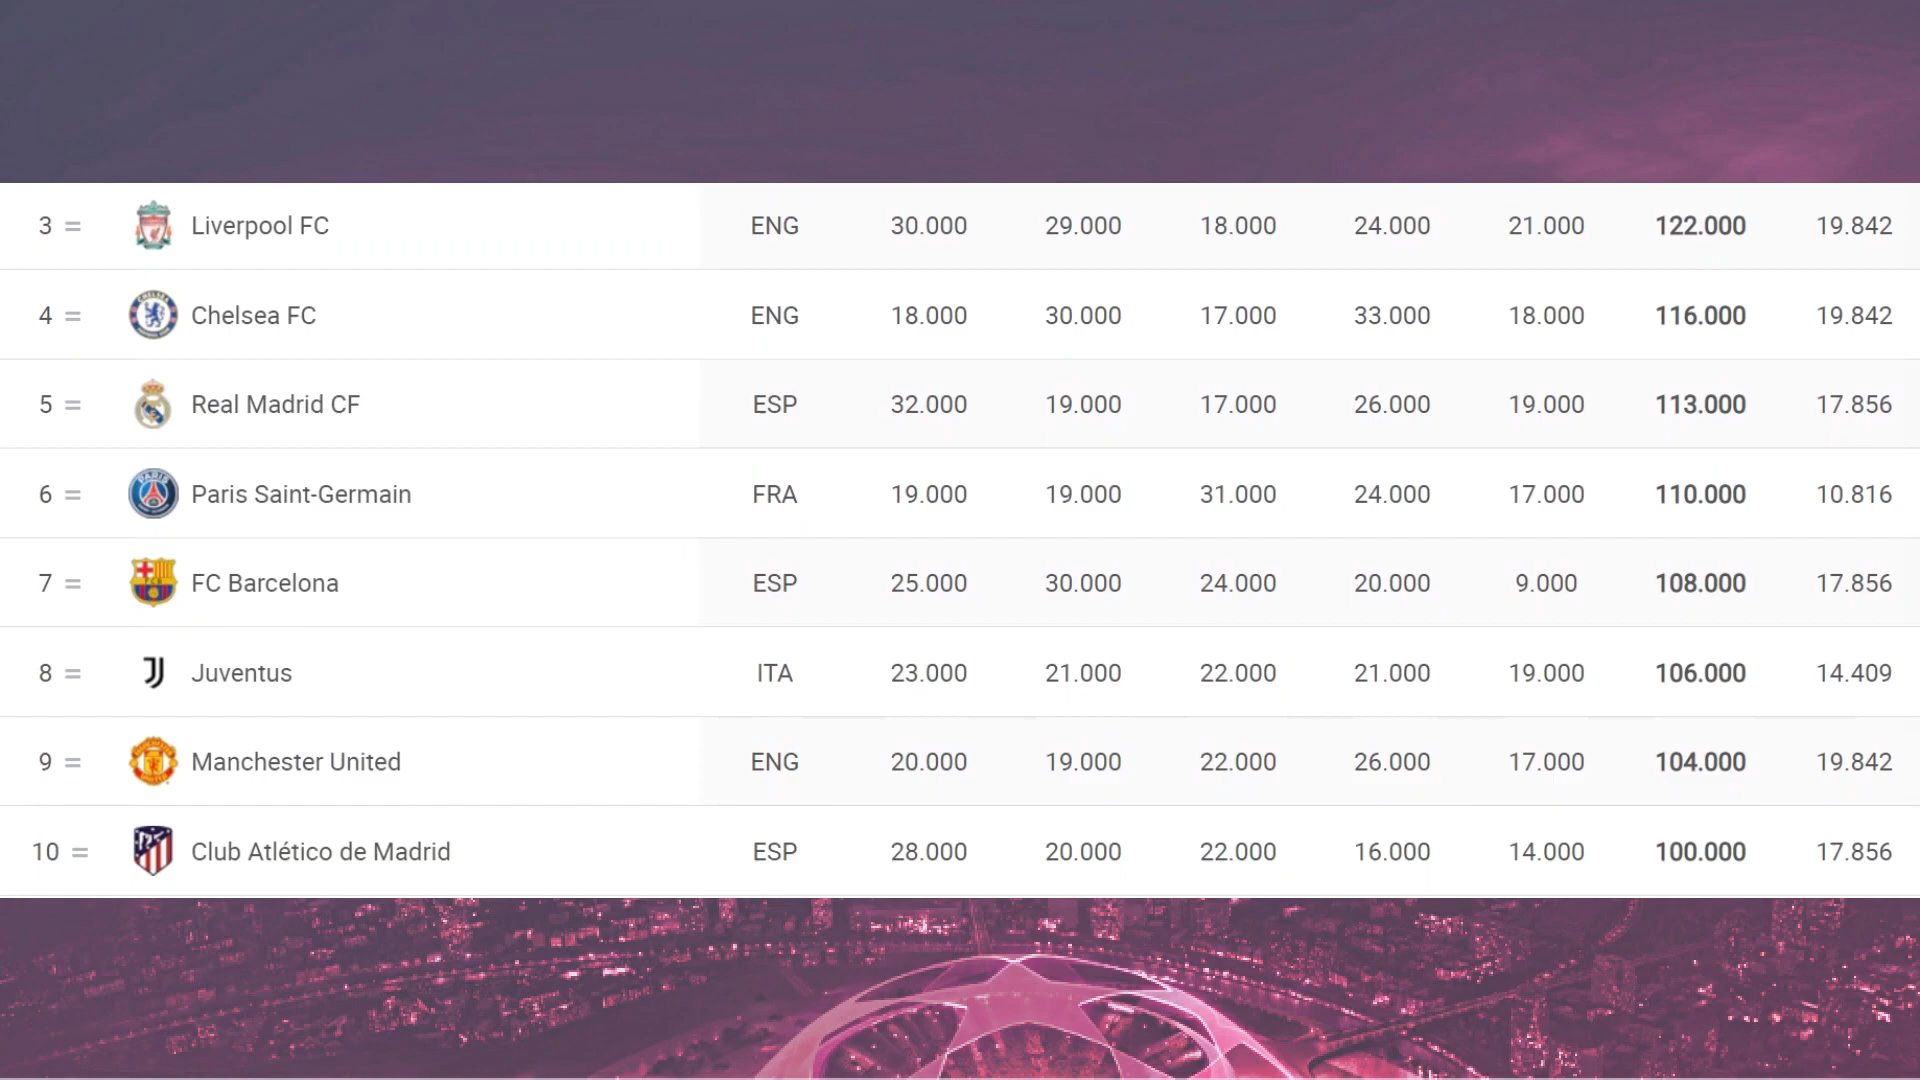 3 = Liverpool FC ENG 30.000 29.000 18.000 24.000 21.000 122.000 19.842
4 = Chelsea FC ENG 18.000 30.000 17.000 33.000 18.000 116.000 19.842
5 = Real Madrid CF ESP 32.000 19.000 17.000 26.000 19.000 113.000 17.856
6 = Paris Saint-Germain FRA 19.000 19.000 31.000 24.000 17.000 110.000 10.816
7 = FC Barcelona ESP 25.000 30.000 24.000 20.000 9.000 108.000 17.856
8 = Juventus ITA 23.000 21.000 22.000 21.000 19.000 106.000 14.409
9 = Manchester United ENG 20.000 19.000 22.000 26.000 17.000 104.000 19.842
10 = Club Atlético de Madrid ESP 28.000 20.000 22.000 16.000 14.000 100.000 17.856